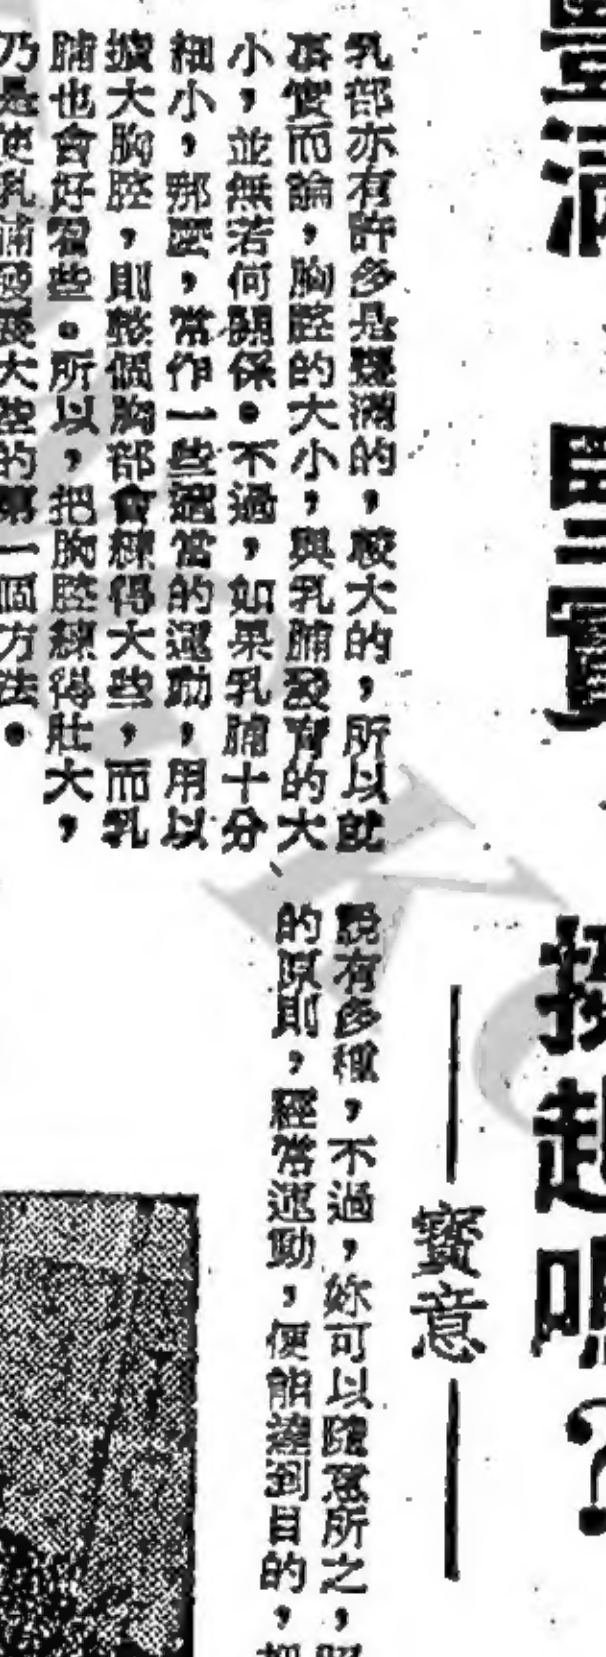 豐滿 堅實、挺起嗎?
寶意
乳部亦有許多是豐滿的,較大的,所以就
事實而論,胸腔的大小,與乳脯發育的大
小,並無若何關係。不過,如果乳脯十分
細小,那麼,常作一些適當的運動,用以
擴大胸腔,則整個胸部會練得大些,而乳
脯也會好看些。所以,把胸腔練得壯大,
乃是使乳脯發展大些的第一個方法。
說有多種,不過,妳可以隨意所之,
的原則,經常運動,便能達到目的,